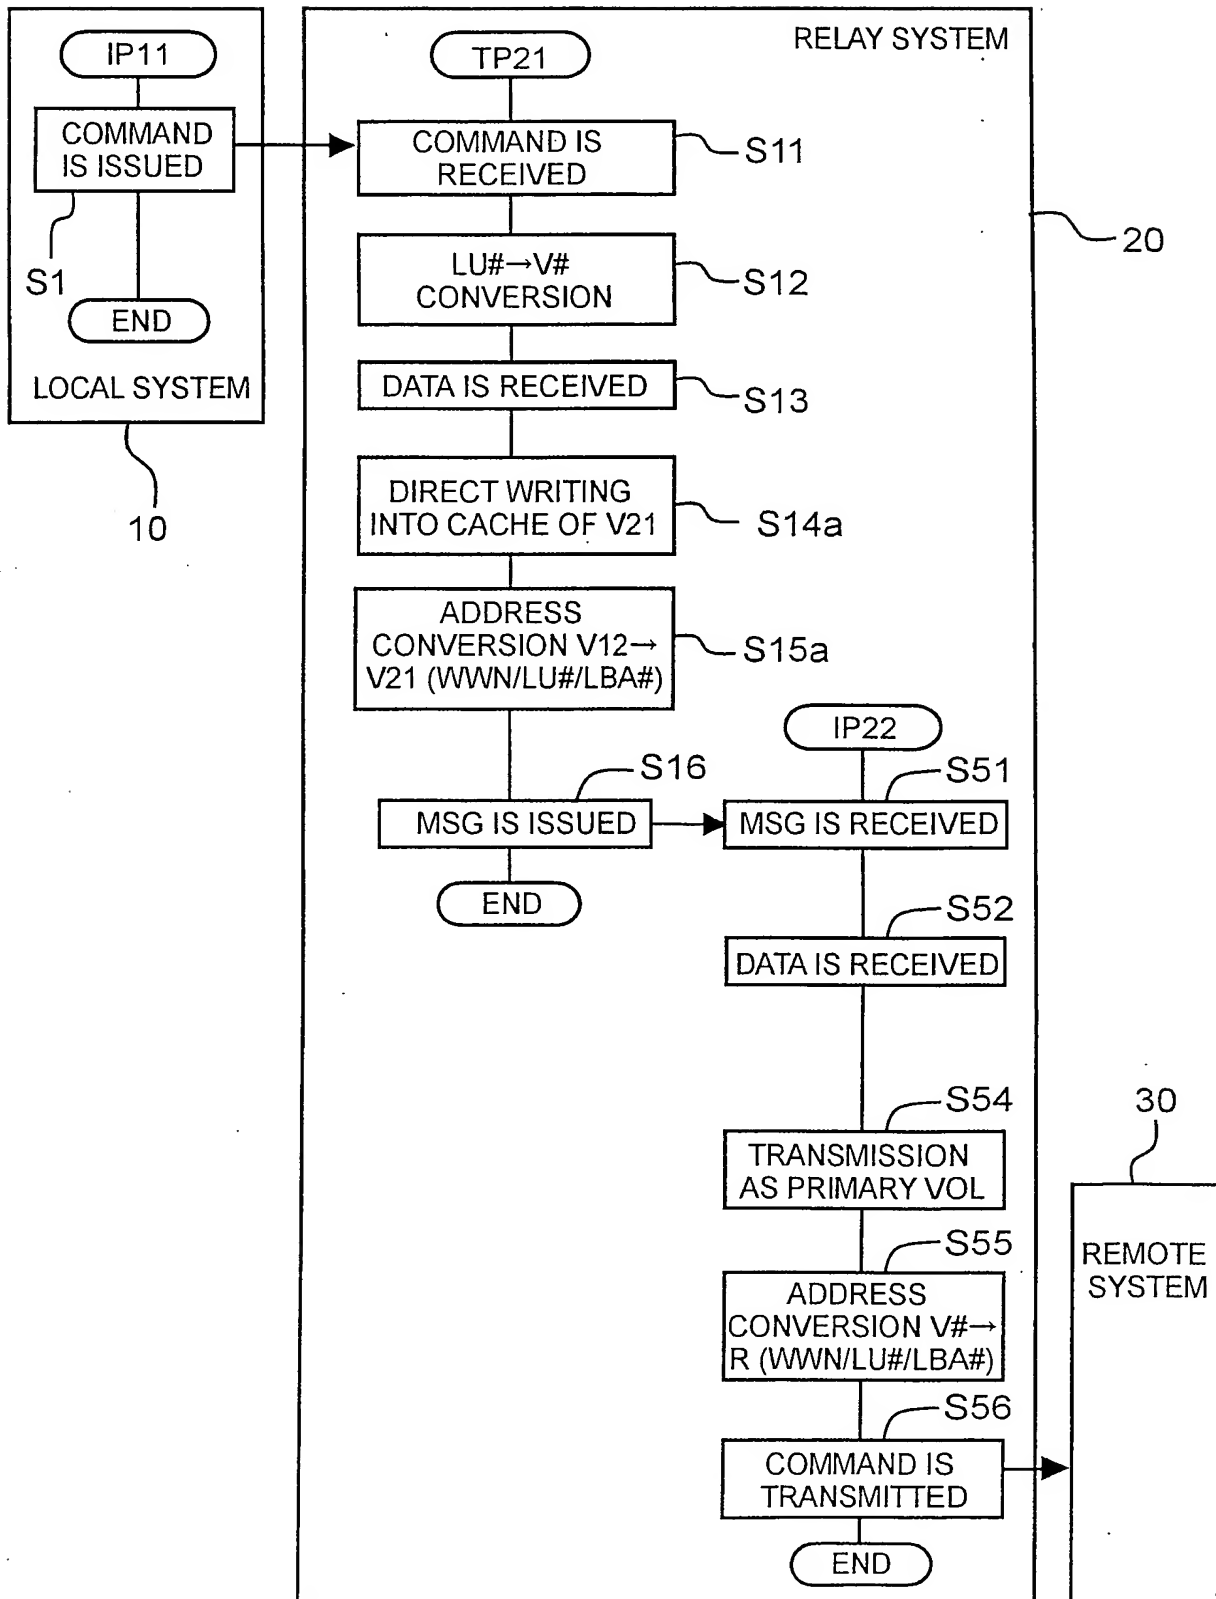 IP11
COMMAND
IS ISSUED
S1
END
LOCAL SYSTEM
10
RELAY SYSTEM
20
TP21
COMMAND IS
RECEIVED
S11
LU#→V#
CONVERSION
S12
DATA IS RECEIVED
S13
DIRECT WRITING
INTO CACHE OF V21
S14a
ADDRESS
CONVERSION V12→
V21 (WWN/LU#/LBA#)
S15a
S16
MSG IS ISSUED
END
IP22
S51
MSG IS RECEIVED
S52
DATA IS RECEIVED
S54
TRANSMISSION
AS PRIMARY VOL
S55
ADDRESS
CONVERSION V#→
R (WWN/LU#/LBA#)
S56
COMMAND IS
TRANSMITTED
END
30
REMOTE
SYSTEM